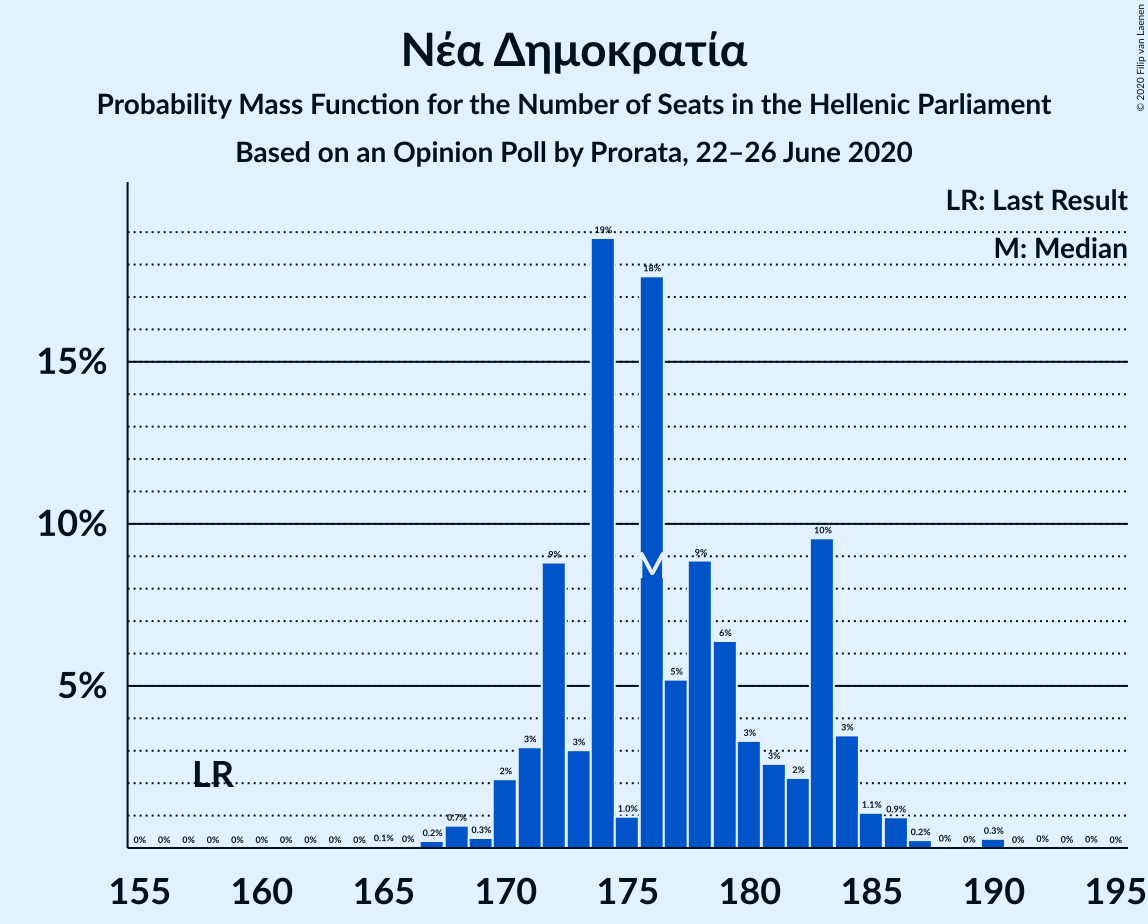 Νέα Δημοκρατία
Probability Mass Function for the Number of Seats in the Hellenic Parliament
Based on an Opinion Poll by Prorata, 22–26 June 2020
© 2020 Filip van Laenen
LR: Last Result
M: Median
15%
10%
5%
LR
M
0% 0% 0% 0% 0% 0% 0% 0% 0% 0% 0.1% 0% 0.2% 0.7% 0.3% 2% 3% 9% 3% 19% 1.0% 18% 5% 9% 6% 3% 3% 2% 10% 3% 1.1% 0.9% 0.2% 0% 0% 0.3% 0% 0% 0% 0% 0%
155 160 165 170 175 180 185 190 195